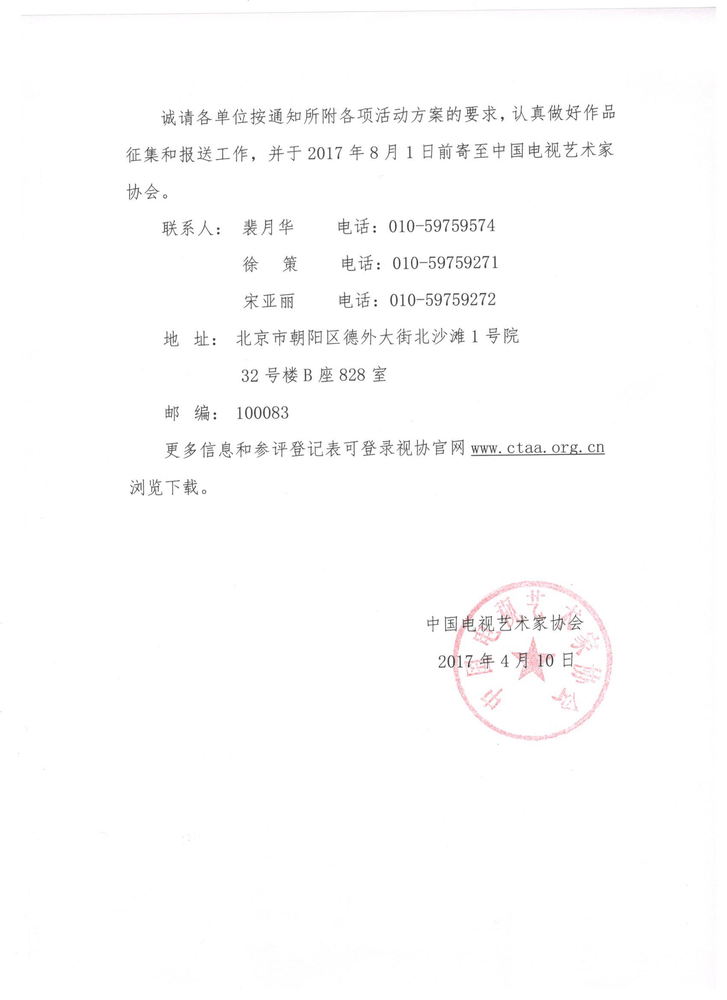 诚请各单位按通知所附各项活动方案的要求，认真做好作品
征集和报送工作，并于 2017 年 8 月 1 日前寄至中国电视艺术家
协会。
联系人： 裴月华 电话：010-59759574
徐 策 电话：010-59759271
宋亚丽 电话：010-59759272
地 址： 北京市朝阳区德外大街北沙滩 1 号院
32 号楼 B 座 828 室
邮 编： 100083
更多信息和参评登记表可登录视协官网 www.ctaa.org.cn
浏览下载。
中国电视艺术家协会
2017 年 4 月 10 日
中国电视艺术家协会